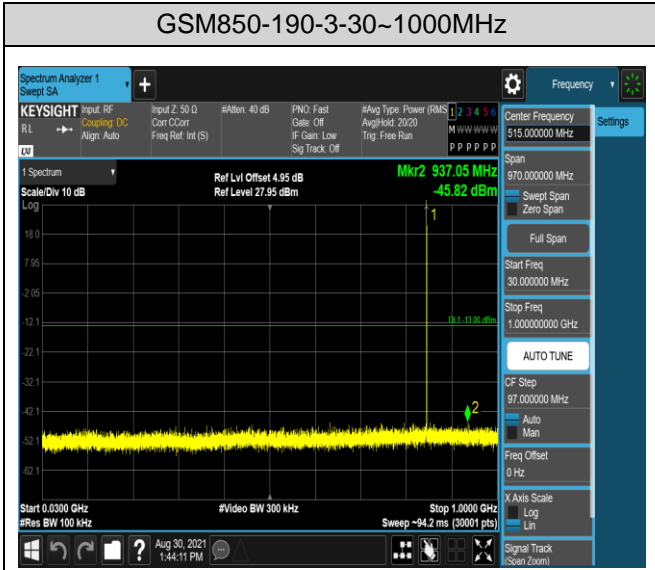 GSM850-190-3-30~1000MHz
Spectrum Analyzer 1
Swept SA
+
Frequency
KEYSIGHT
RL
LXI
Input: RF
Coupling: DC
Align: Auto
Input Z: 50 Ω
Corr CCorr
Freq Ref: Int (S)
#Atten: 40 dB
PNO: Fast
Gate: Off
IF Gain: Low
Sig Track: Off
#Avg Type: Power (RMS
Avg|Hold: 20/20
Trig: Free Run
1 2 3 4 5 6
M W W W W W
P P P P P P
Center Frequency
515.000000 MHz
Settings
Span
970.000000 MHz
Swept Span
Zero Span
Full Span
Start Freq
30.000000 MHz
Stop Freq
1.000000000 GHz
AUTO TUNE
CF Step
97.000000 MHz
Auto
Man
Freq Offset
0 Hz
X Axis Scale
Log
Lin
Signal Track
(Span Zoom)
1 Spectrum
Scale/Div 10 dB
Ref Lvl Offset 4.95 dB
Ref Level 27.95 dBm
Mkr2 937.05 MHz
-45.82 dBm
Log
18.0
7.95
-2.05
-12.1
-22.1
-32.1
-42.1
-52.1
-62.1
1
DL1 -13.00 dBm
2
Start 0.0300 GHz
#Res BW 100 kHz
#Video BW 300 kHz
Stop 1.0000 GHz
Sweep ~94.2 ms (30001 pts)
?
Aug 30, 2021
1:44:11 PM